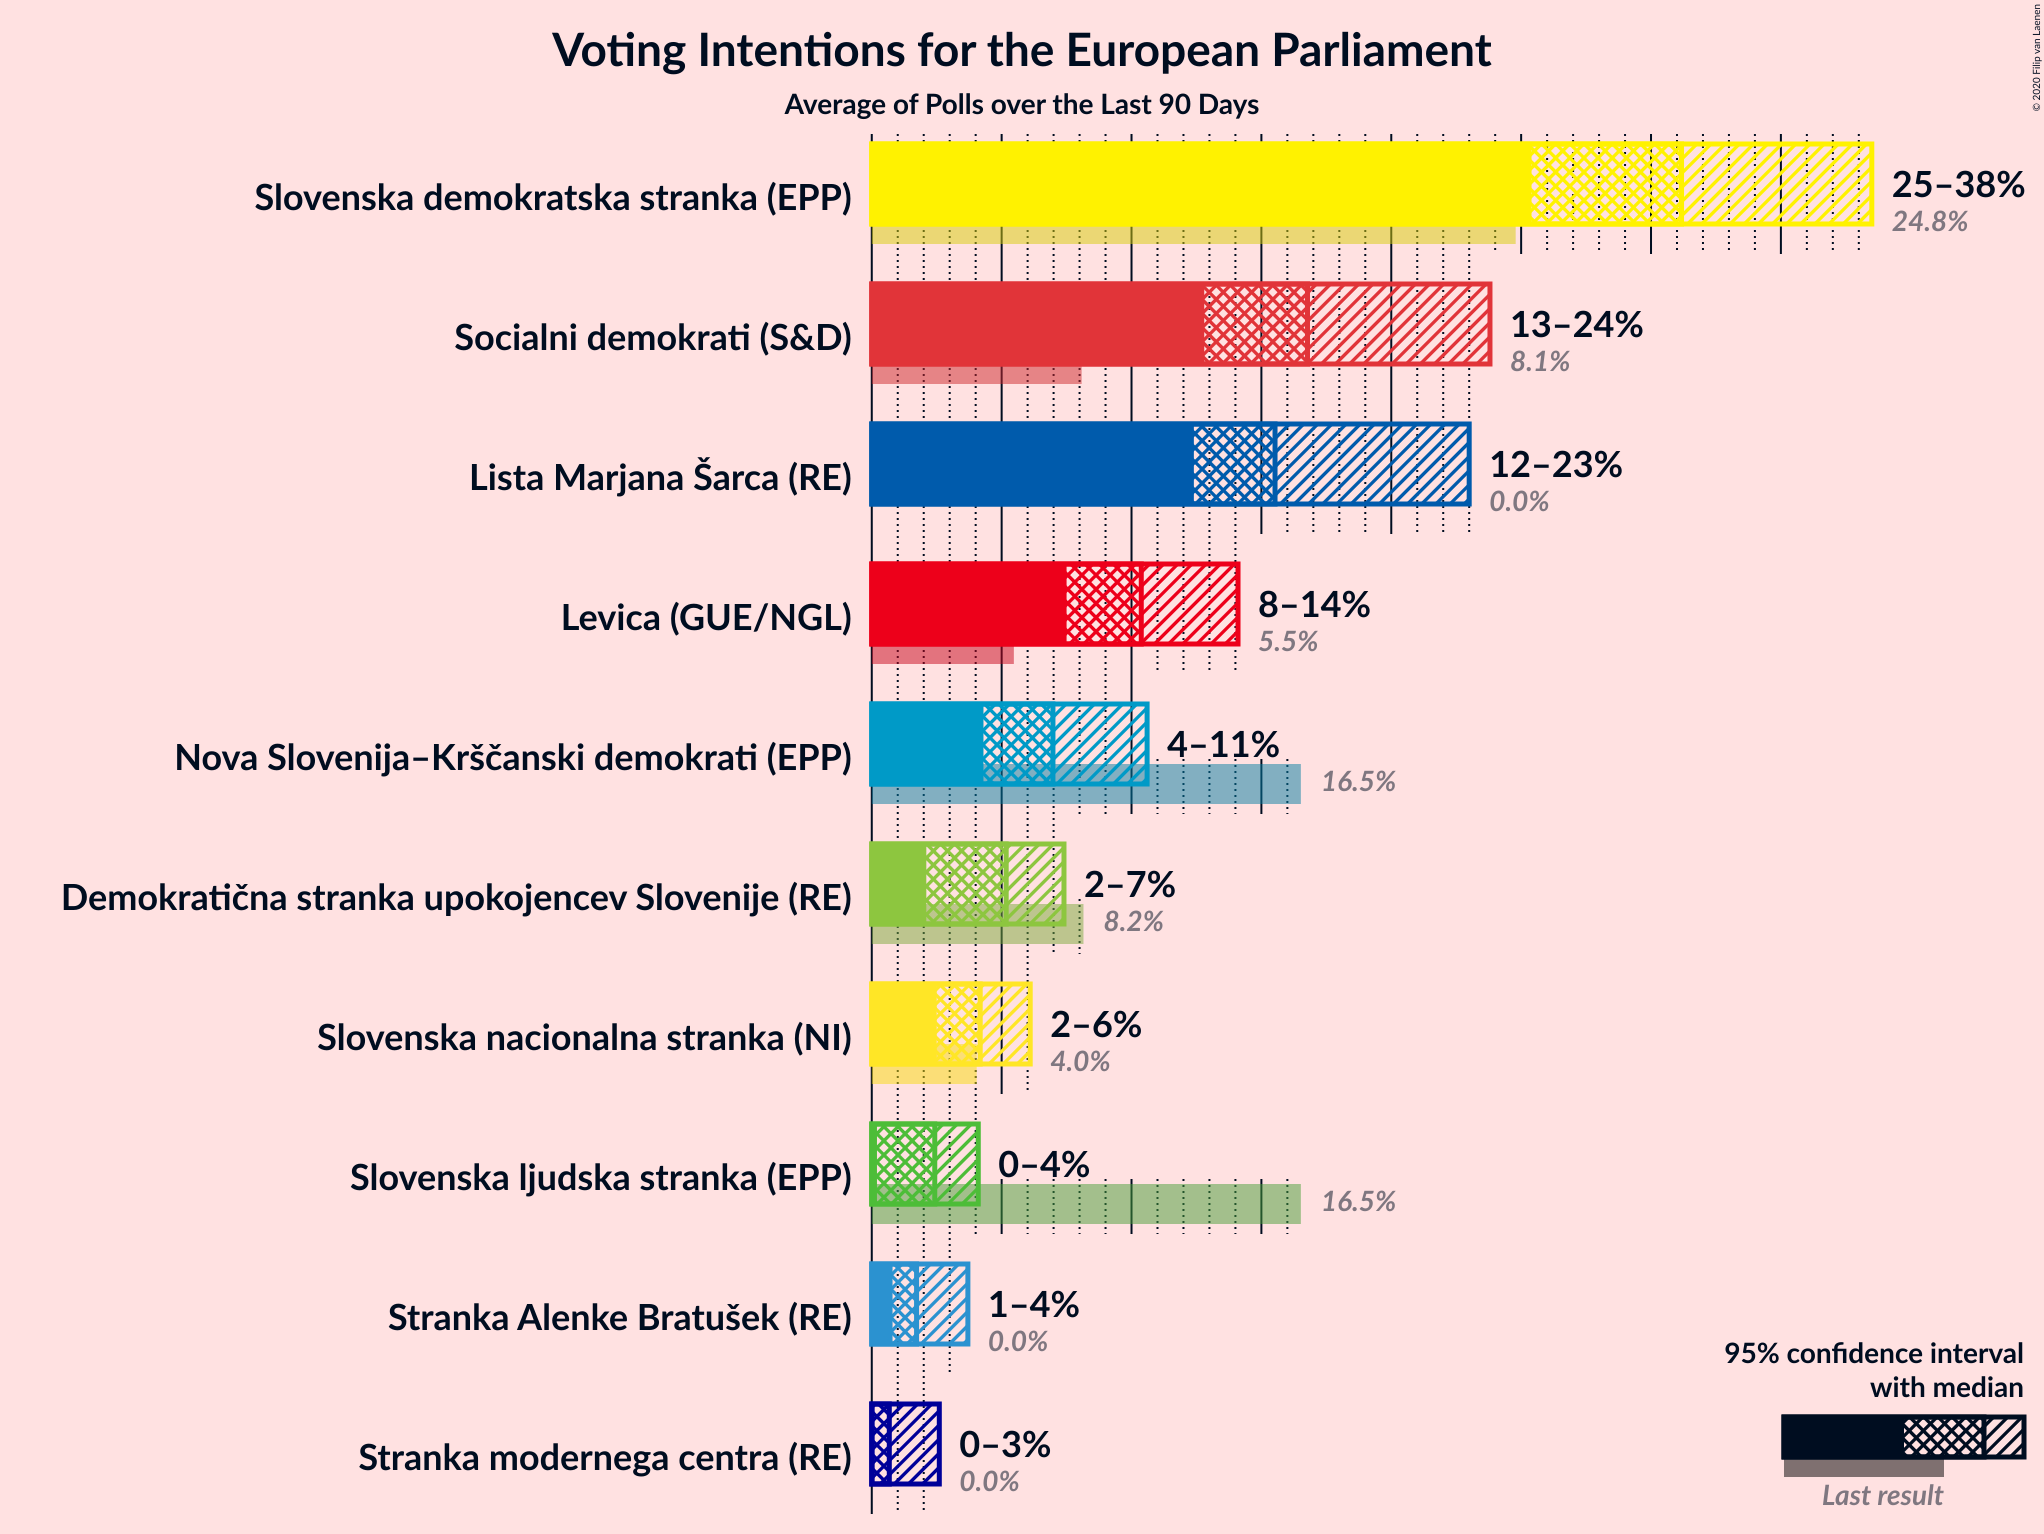 Voting Intentions for the European Parliament
Average of Polls over the Last 90 Days
© 2020 Filip van Laenen
Slovenska demokratska stranka (EPP)
25–38%
24.8%
Socialni demokrati (S&D)
13–24%
8.1%
Lista Marjana Šarca (RE)
12–23%
0.0%
Levica (GUE/NGL)
8–14%
5.5%
Nova Slovenija–Krščanski demokrati (EPP)
4–11%
16.5%
Demokratična stranka upokojencev Slovenije (RE)
2–7%
8.2%
Slovenska nacionalna stranka (NI)
2–6%
4.0%
Slovenska ljudska stranka (EPP)
0–4%
16.5%
Stranka Alenke Bratušek (RE)
1–4%
0.0%
Stranka modernega centra (RE)
0–3%
0.0%
95% confidence interval
with median
Last result